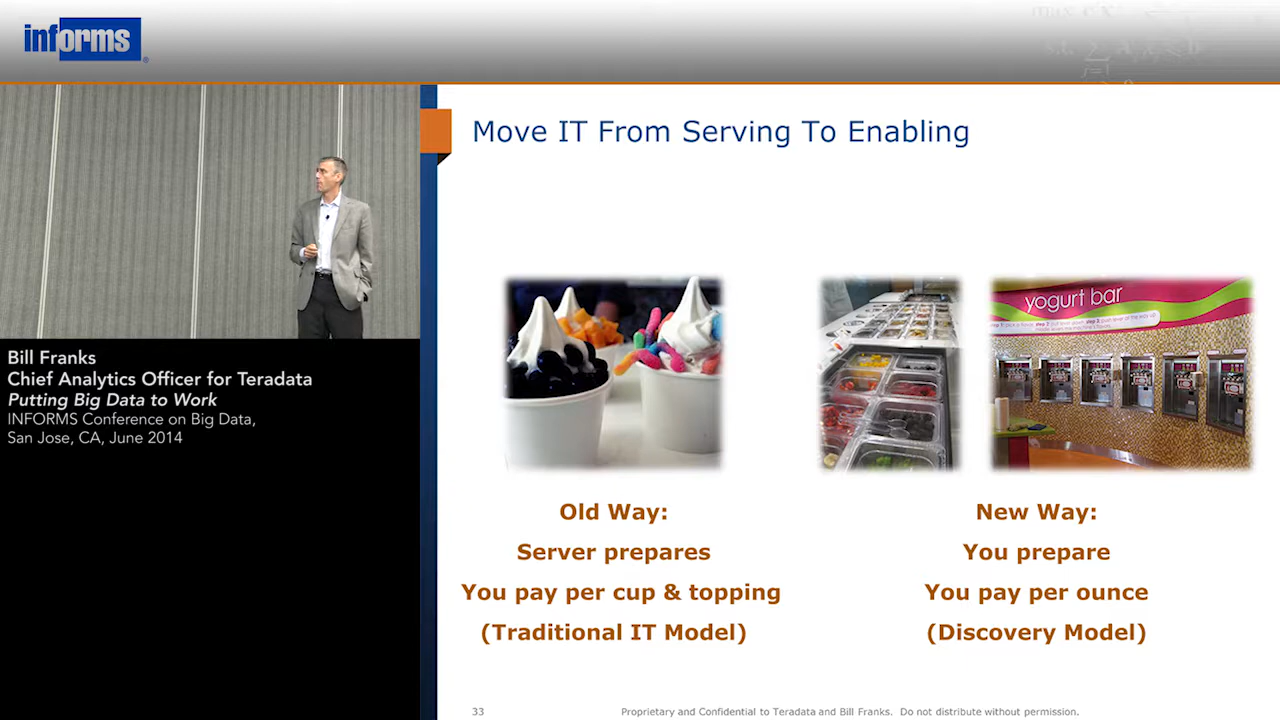 informs
Move IT From Serving To Enabling
yogurt bar
Bill Franks
Chief Analytics Officer for Teradata
Putting Big Data to Work
INFORMS Conference on Big Data,
San Jose, CA, June 2014
Old Way:
Server prepares
You pay per cup & topping
(Traditional IT Model)
New Way:
You prepare
You pay per ounce
(Discovery Model)
33
Proprietary and Confidential to Teradata and Bill Franks. Do not distribute without permission.